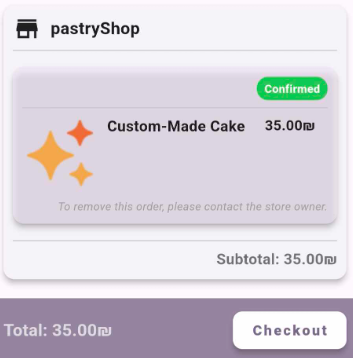 pastryShop
Confirmed
Custom-Made Cake 35.00₪
To remove this order, please contact the store owner.
Subtotal: 35.00₪
Total: 35.00₪ Checkout